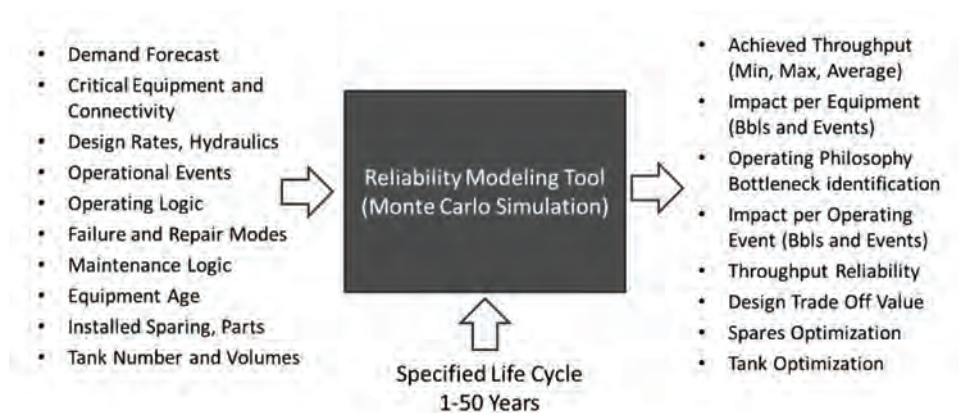 • Demand Forecast
• Critical Equipment and
Connectivity
• Design Rates, Hydraulics
• Operational Events
• Operating Logic
• Failure and Repair Modes
• Maintenance Logic
• Equipment Age
• Installed Sparing, Parts
• Tank Number and Volumes
Reliability Modeling Tool
(Monte Carlo Simulation)
Specified Life Cycle
1-50 Years
• Achieved Throughput
(Min, Max, Average)
• Impact per Equipment
(Bbls and Events)
• Operating Philosophy
Bottleneck identification
• Impact per Operating
Event (Bbls and Events)
• Throughput Reliability
• Design Trade Off Value
• Spares Optimization
• Tank Optimization